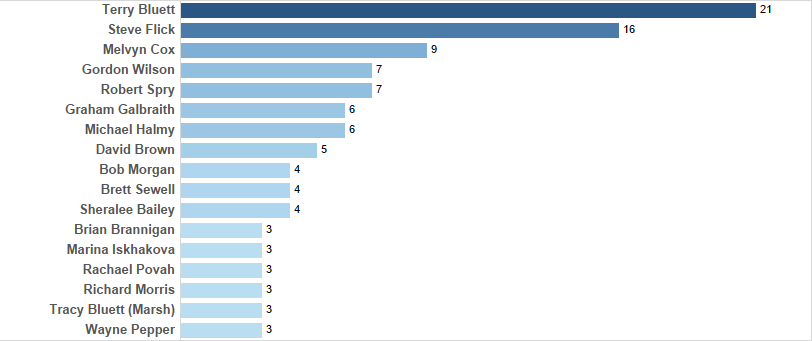 Terry Bluett 21
Steve Flick 16
Melvyn Cox 9
Gordon Wilson 7
Robert Spry 7
Graham Galbraith 6
Michael Halmy 6
David Brown 5
Bob Morgan 4
Brett Sewell 4
Sheralee Bailey 4
Brian Brannigan 3
Marina Iskhakova 3
Rachael Povah 3
Richard Morris 3
Tracy Bluett (Marsh) 3
Wayne Pepper 3